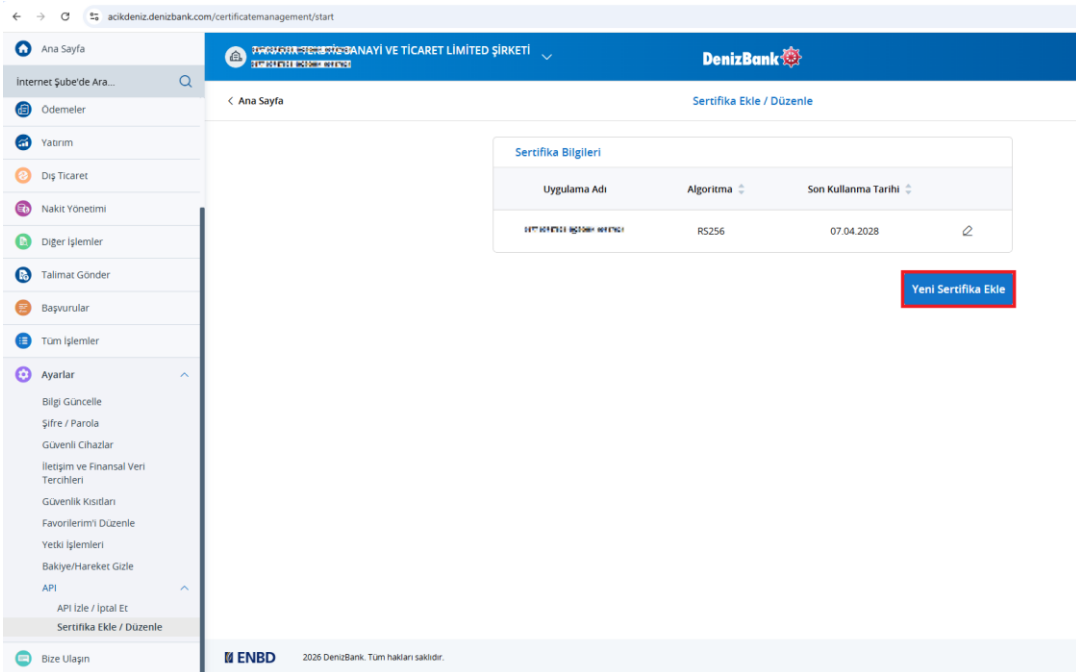 acikdeniz.denizbank.com/certificatemanagement/start
Ana Sayfa
İnternet Şube'de Ara...
Ödemeler
Yatırım
Dış Ticaret
Nakit Yönetimi
Diğer İşlemler
Talimat Gönder
Başvurular
Tüm İşlemler
Ayarlar
Bilgi Güncelle
Şifre / Parola
Güvenli Cihazlar
İletişim ve Finansal Veri
Tercihleri
Güvenlik Kısıtları
Favorilerim'i Düzenle
Yetki İşlemleri
Bakiye/Hareket Gizle
API
API İzle / İptal Et
Sertifika Ekle / Düzenle
Bize Ulaşın
SANAYİ VE TİCARET LİMİTED ŞİRKETİ
DenizBank
Ana Sayfa
Sertifika Ekle / Düzenle
Sertifika Bilgileri
Uygulama Adı Algoritma Son Kullanma Tarihi
RS256 07.04.2028
Yeni Sertifika Ekle
ENBD 2026 DenizBank. Tüm hakları saklıdır.